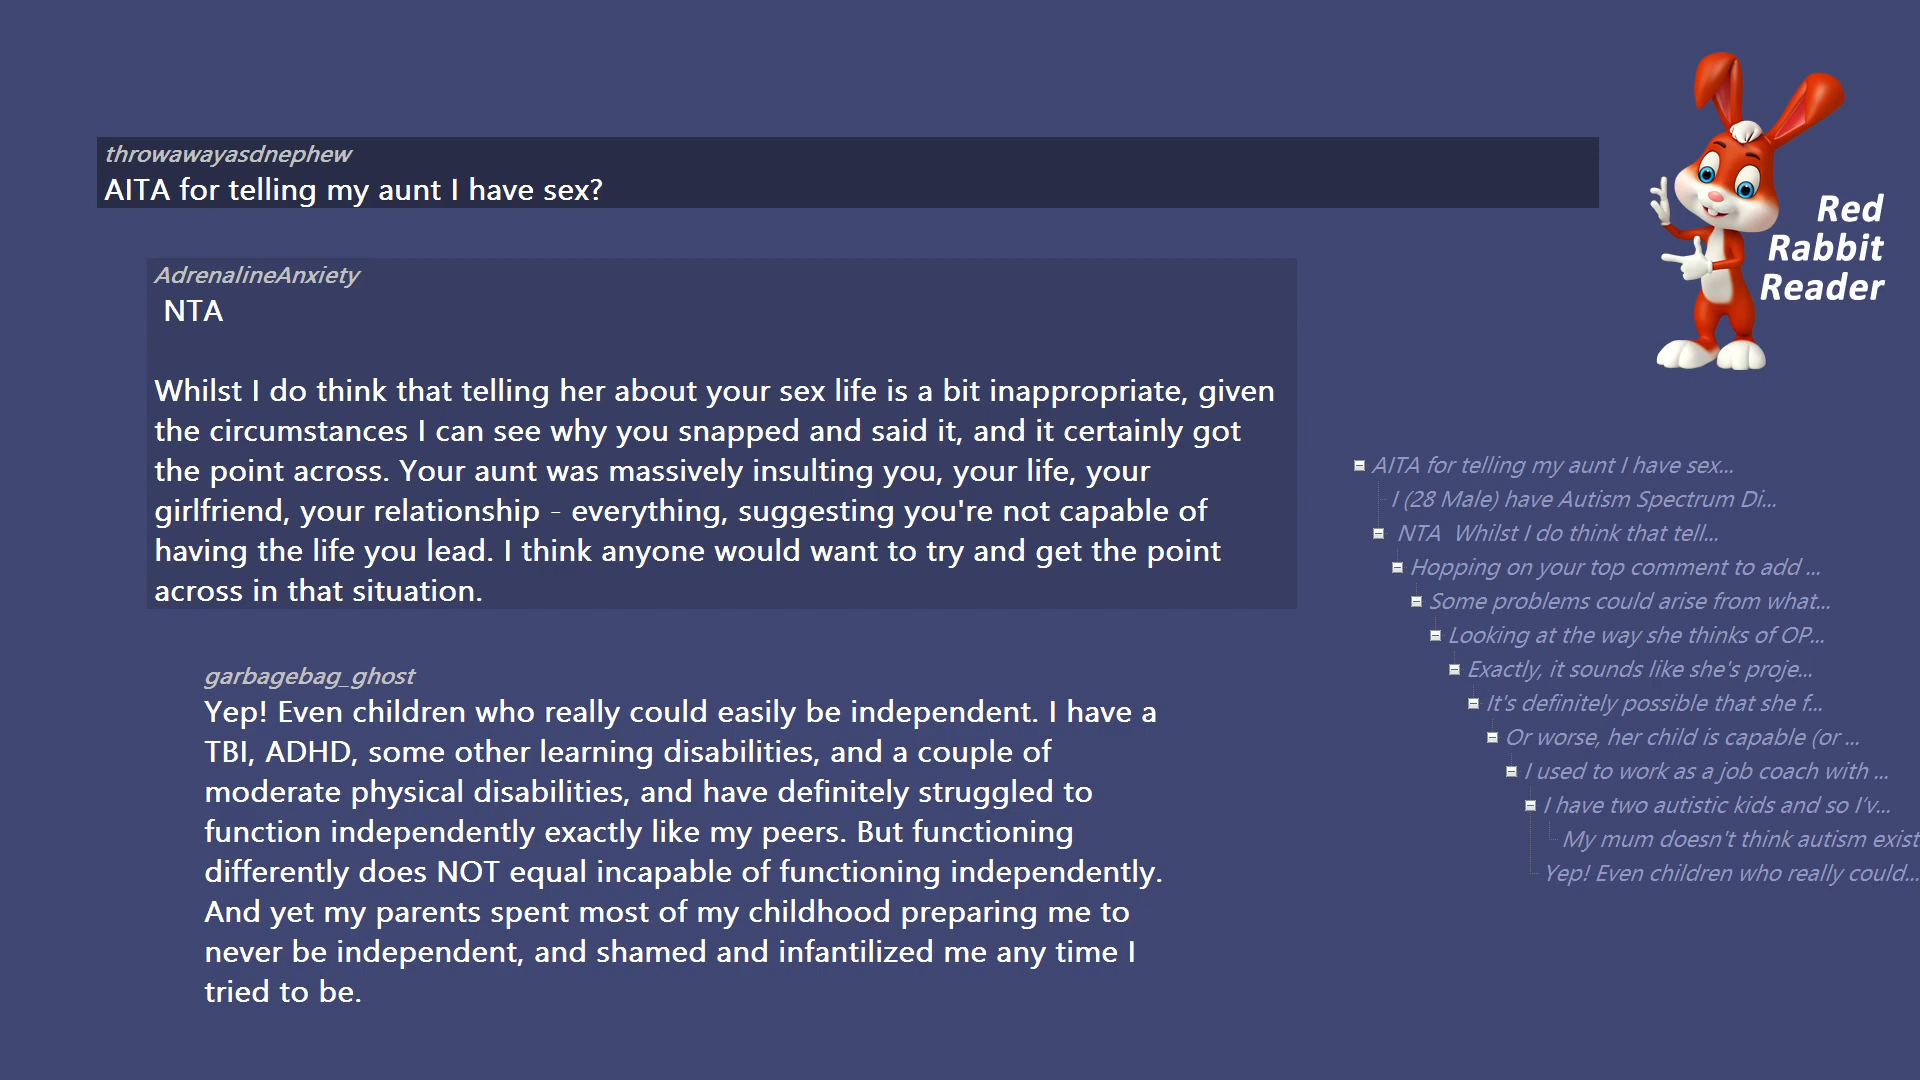 throwawayasdnephew
AITA for telling my aunt I have sex?
AdrenalineAnxiety
NTA
Whilst I do think that telling her about your sex life is a bit inappropriate, given
the circumstances I can see why you snapped and said it, and it certainly got
the point across. Your aunt was massively insulting you, your life, your
girlfriend, your relationship - everything, suggesting you're not capable of
having the life you lead. I think anyone would want to try and get the point
across in that situation.
garbagebag_ghost
Yep! Even children who really could easily be independent. I have a
TBI, ADHD, some other learning disabilities, and a couple of
moderate physical disabilities, and have definitely struggled to
function independently exactly like my peers. But functioning
differently does NOT equal incapable of functioning independently.
And yet my parents spent most of my childhood preparing me to
never be independent, and shamed and infantilized me any time I
tried to be.
Red
Rabbit
Reader
AITA for telling my aunt I have sex...
I (28 Male) have Autism Spectrum Di...
NTA  Whilst I do think that tell...
Hopping on your top comment to add ...
Some problems could arise from what...
Looking at the way she thinks of OP...
Exactly, it sounds like she's proje...
It's definitely possible that she f...
Or worse, her child is capable (or ...
I used to work as a job coach with ...
I have two autistic kids and so I'v...
My mum doesn't think autism exist
Yep! Even children who really could...